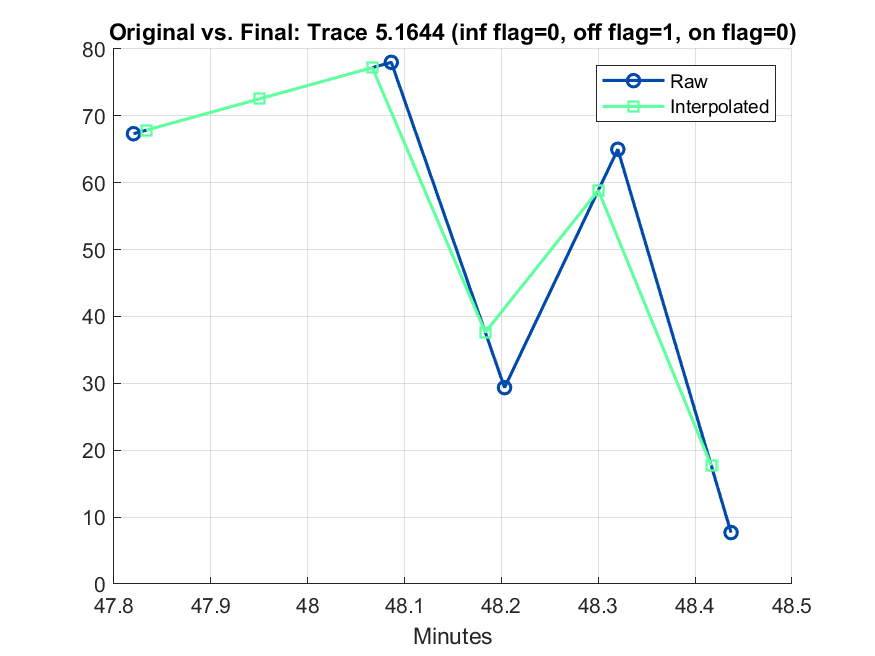 Original vs. Final: Trace 5.1644 (inf flag=0, off flag=1, on flag=0)
80
70
60
50
40
30
20
10
0
Raw
Interpolated
47.8 47.9 48 48.1 48.2 48.3 48.4 48.5
Minutes